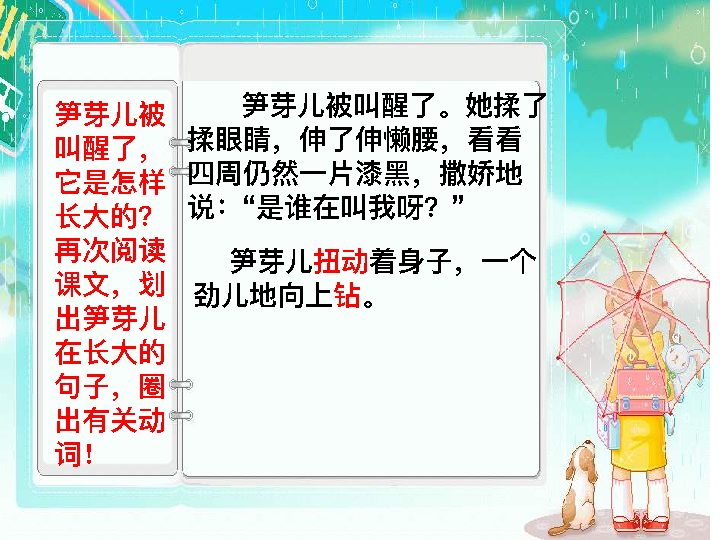 笋芽儿被
叫醒了，
它是怎样
长大的？
再次阅读
课文，划
出笋芽儿
在长大的
句子，圈
出有关动
词！
笋芽儿被叫醒了。她揉了
揉眼睛，伸了伸懒腰，看看
四周仍然一片漆黑，撒娇地
说：“是谁在叫我呀？”
笋芽儿扭动着身子，一个
劲儿地向上钻。